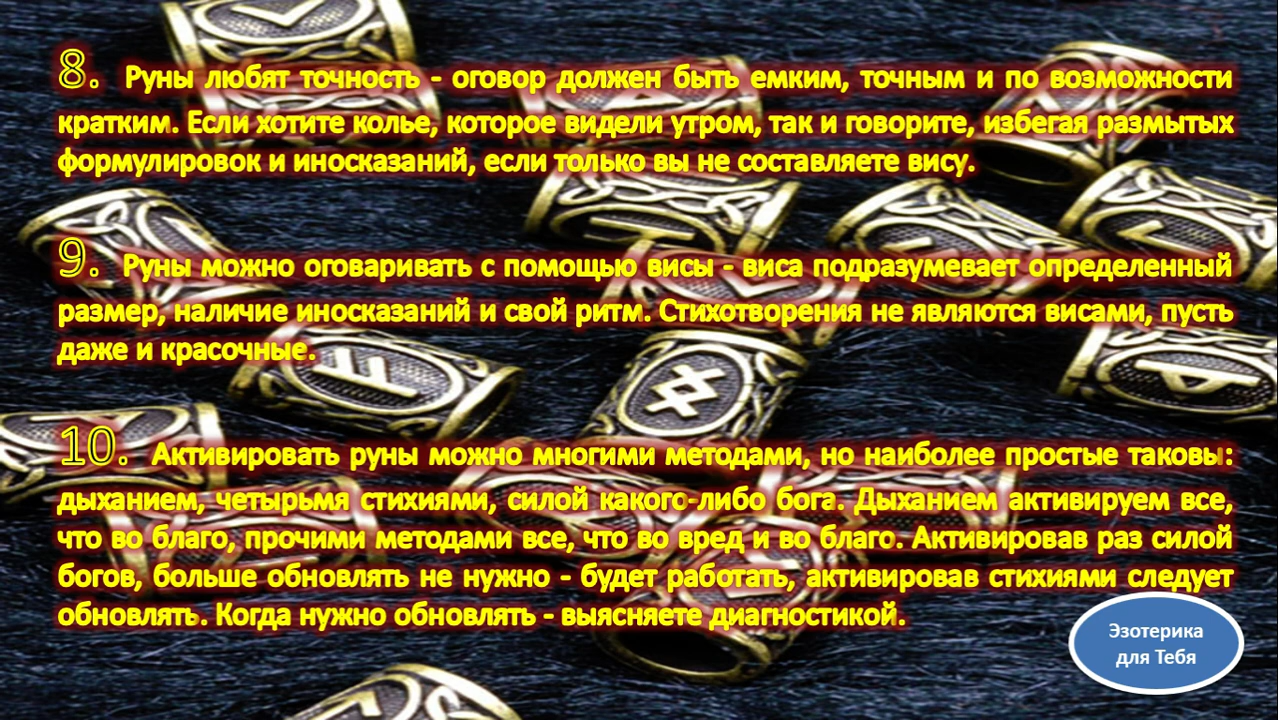 8. Руны любят точность - оговор должен быть емким, точным и по возможности
кратким. Если хотите колье, которое видели утром, так и говорите, избегая размытых
формулировок и иносказаний, если только вы не составляете вису.
9. Руны можно оговаривать с помощью висы - виса подразумевает определенный
размер, наличие иносказаний и свой ритм. Стихотворения не являются висами, пусть
даже и красочные.
10. Активировать руны можно многими методами, но наиболее простые таковы:
дыханием, четырьмя стихиями, силой какого-либо бога. Дыханием активируем все,
что во благо, прочими методами все, что во вред и во благо. Активировав раз силой
богов, больше обновлять не нужно - будет работать, активировав стихиями следует
обновлять. Когда нужно обновлять - выясняете диагностикой.
Эзотерика
для Тебя